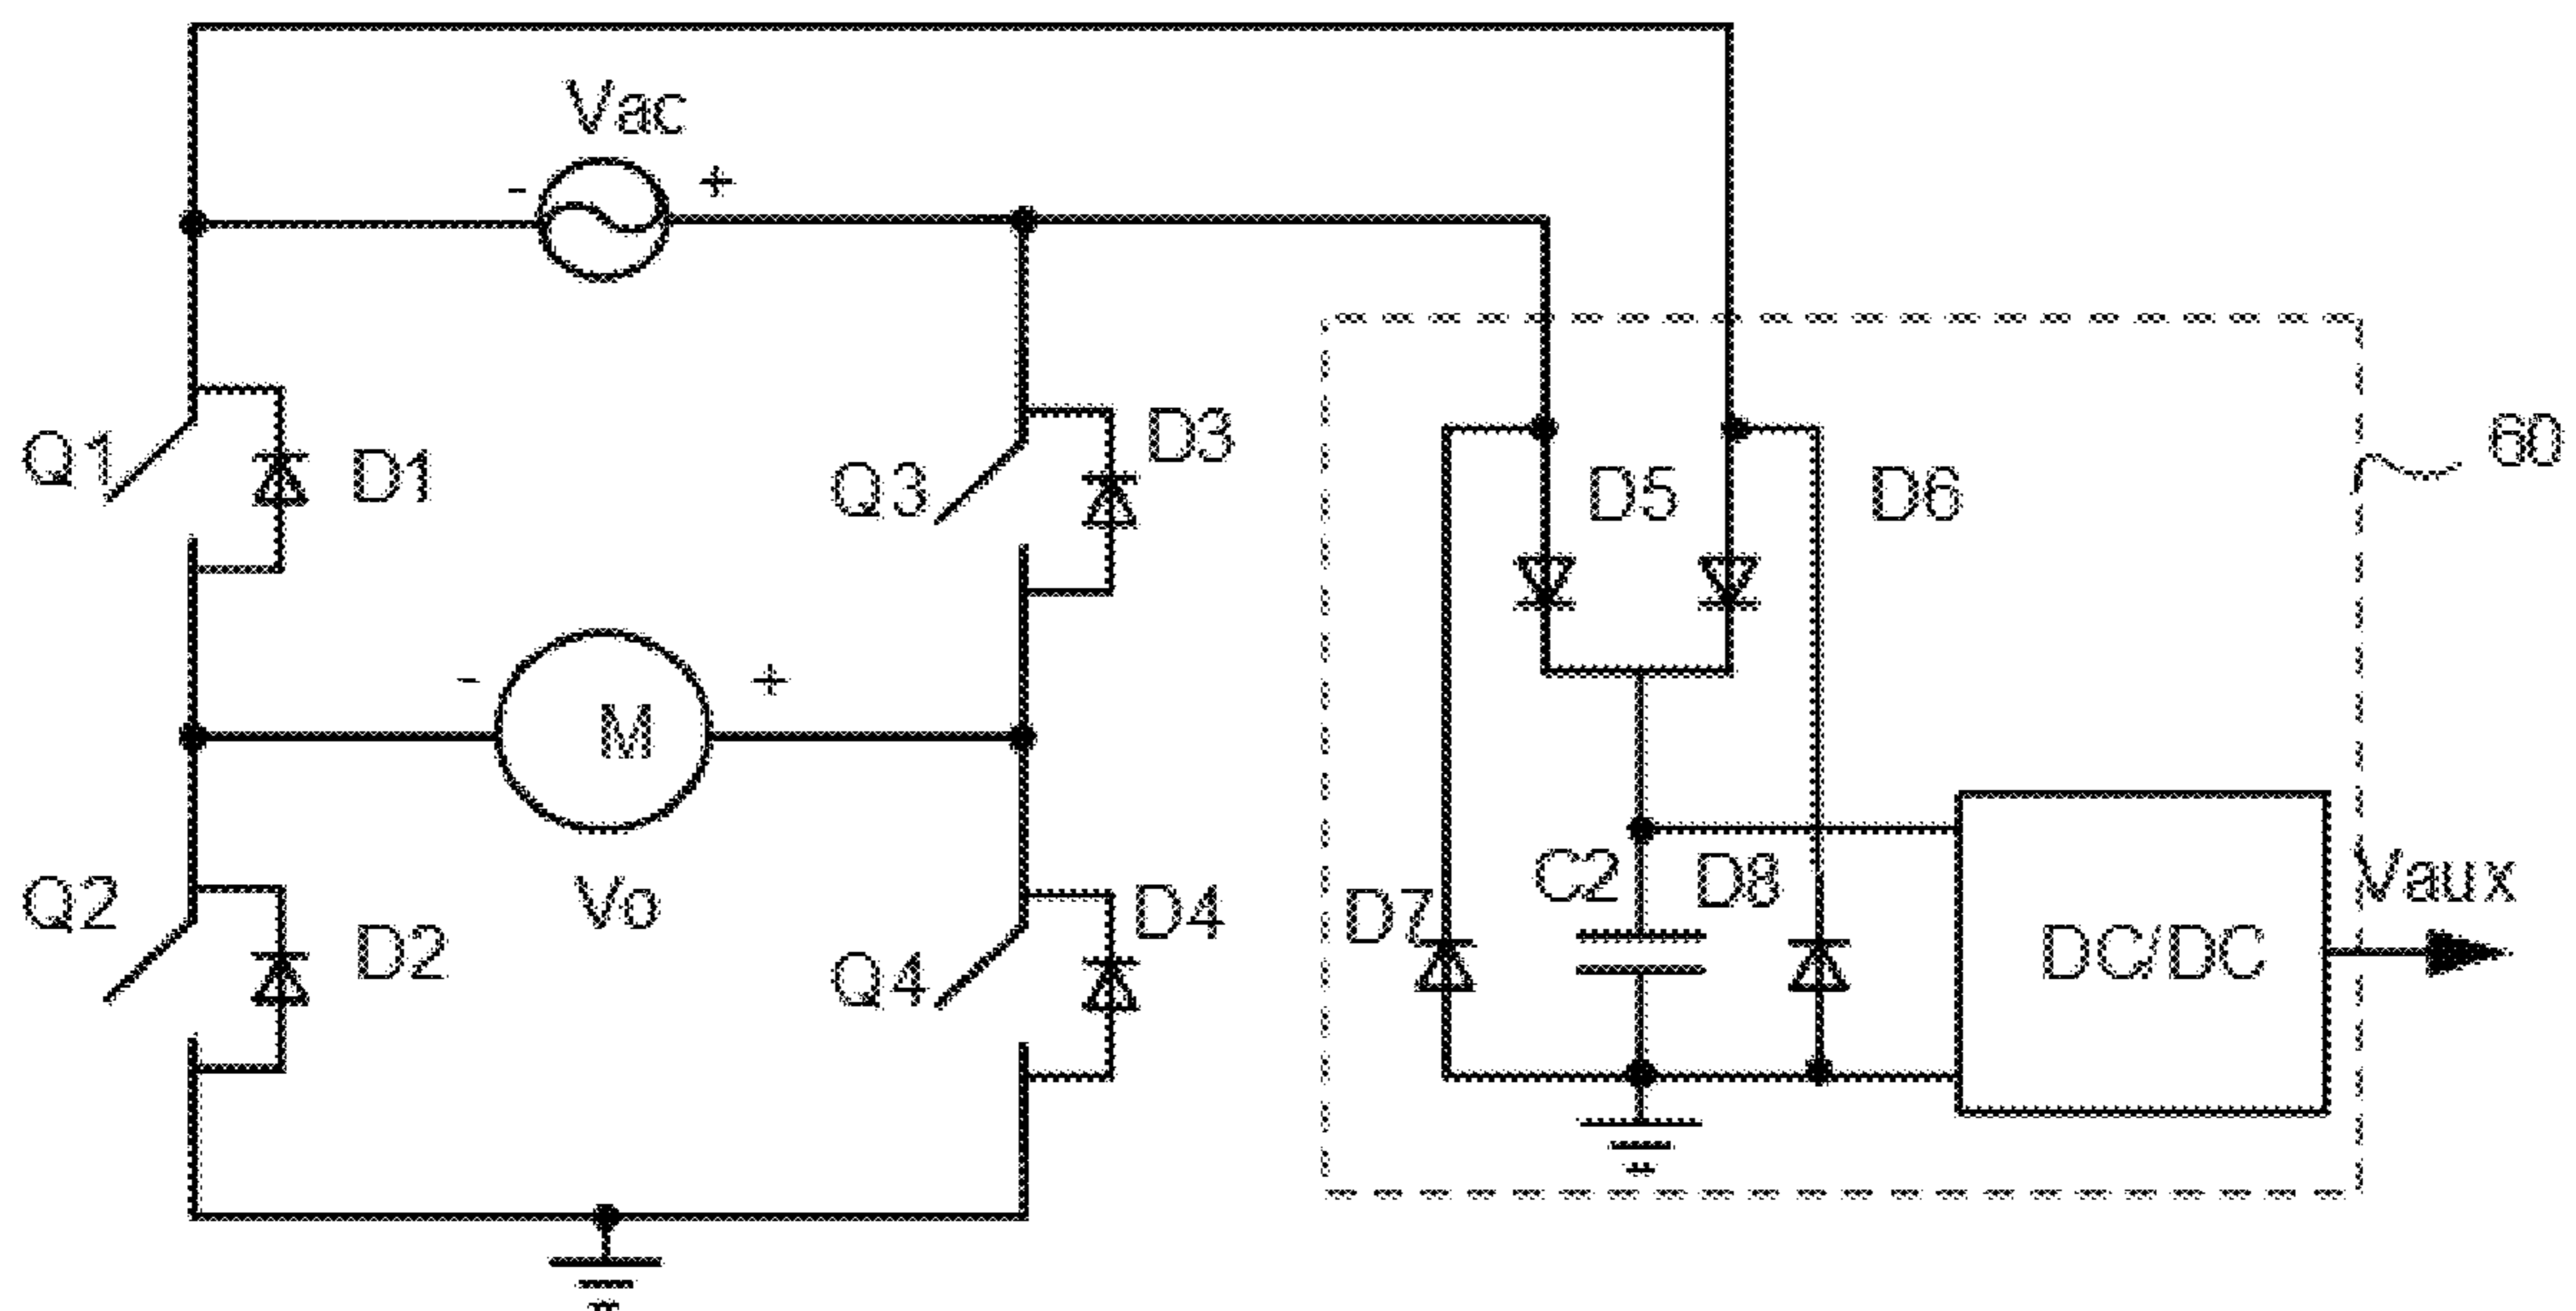 Vac
- +
Q1 D1 Q3 D3
D5 D6 60
- M +
Vo
Q2 D2 Q4 D4
D7 C2 D8
DC/DC Vaux